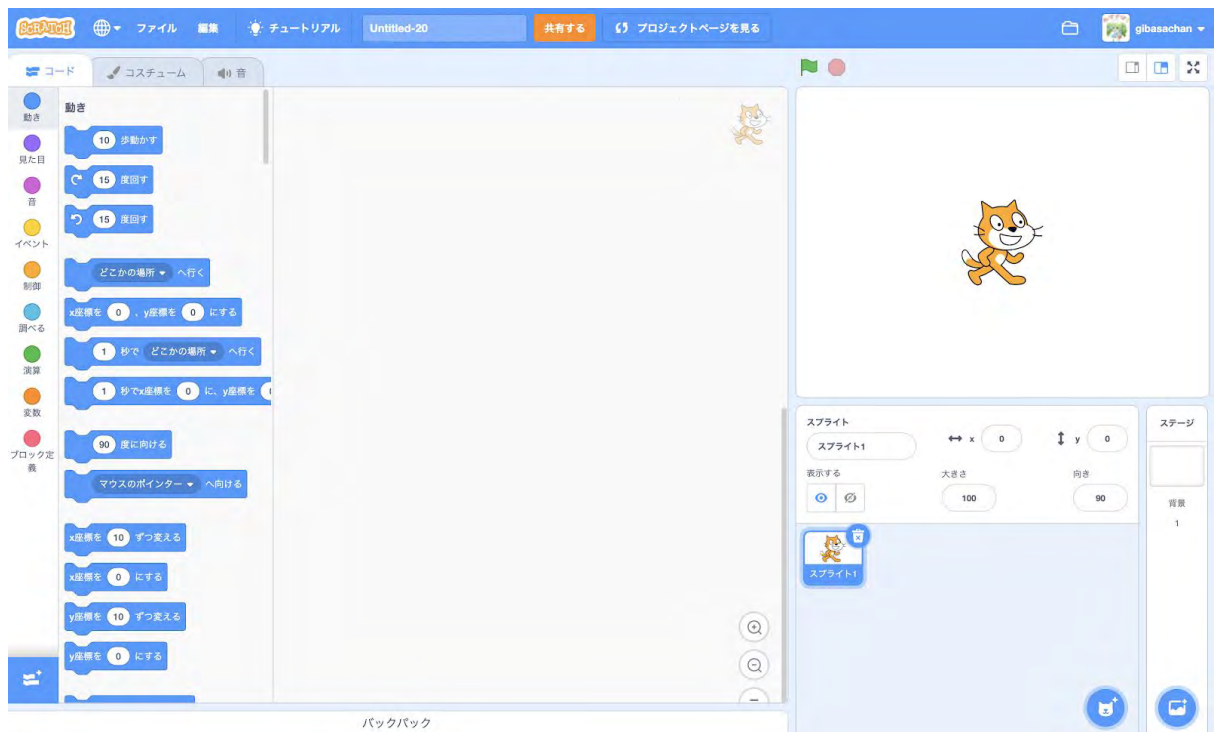 SCRATCH
ファイル
編集
チュートリアル
Untitled-20
共有する
プロジェクトページを見る
gibasachan
コード
コスチューム
音
動き
見た目
音
イベント
制御
調べる
演算
変数
ブロック定義
動き
10 歩動かす
15 度回す
15 度回す
どこかの場所 へ行く
x座標を 0 、y座標を 0 にする
1 秒で どこかの場所 へ行く
1 秒でx座標を 0 に、y座標を
90 度に向ける
マウスのポインター へ向ける
x座標を 10 ずつ変える
x座標を 0 にする
y座標を 10 ずつ変える
y座標を 0 にする
バックパック
スプライト
スプライト1
x 0
y 0
表示する
大きさ
100
向き
90
スプライト1
ステージ
背景
1